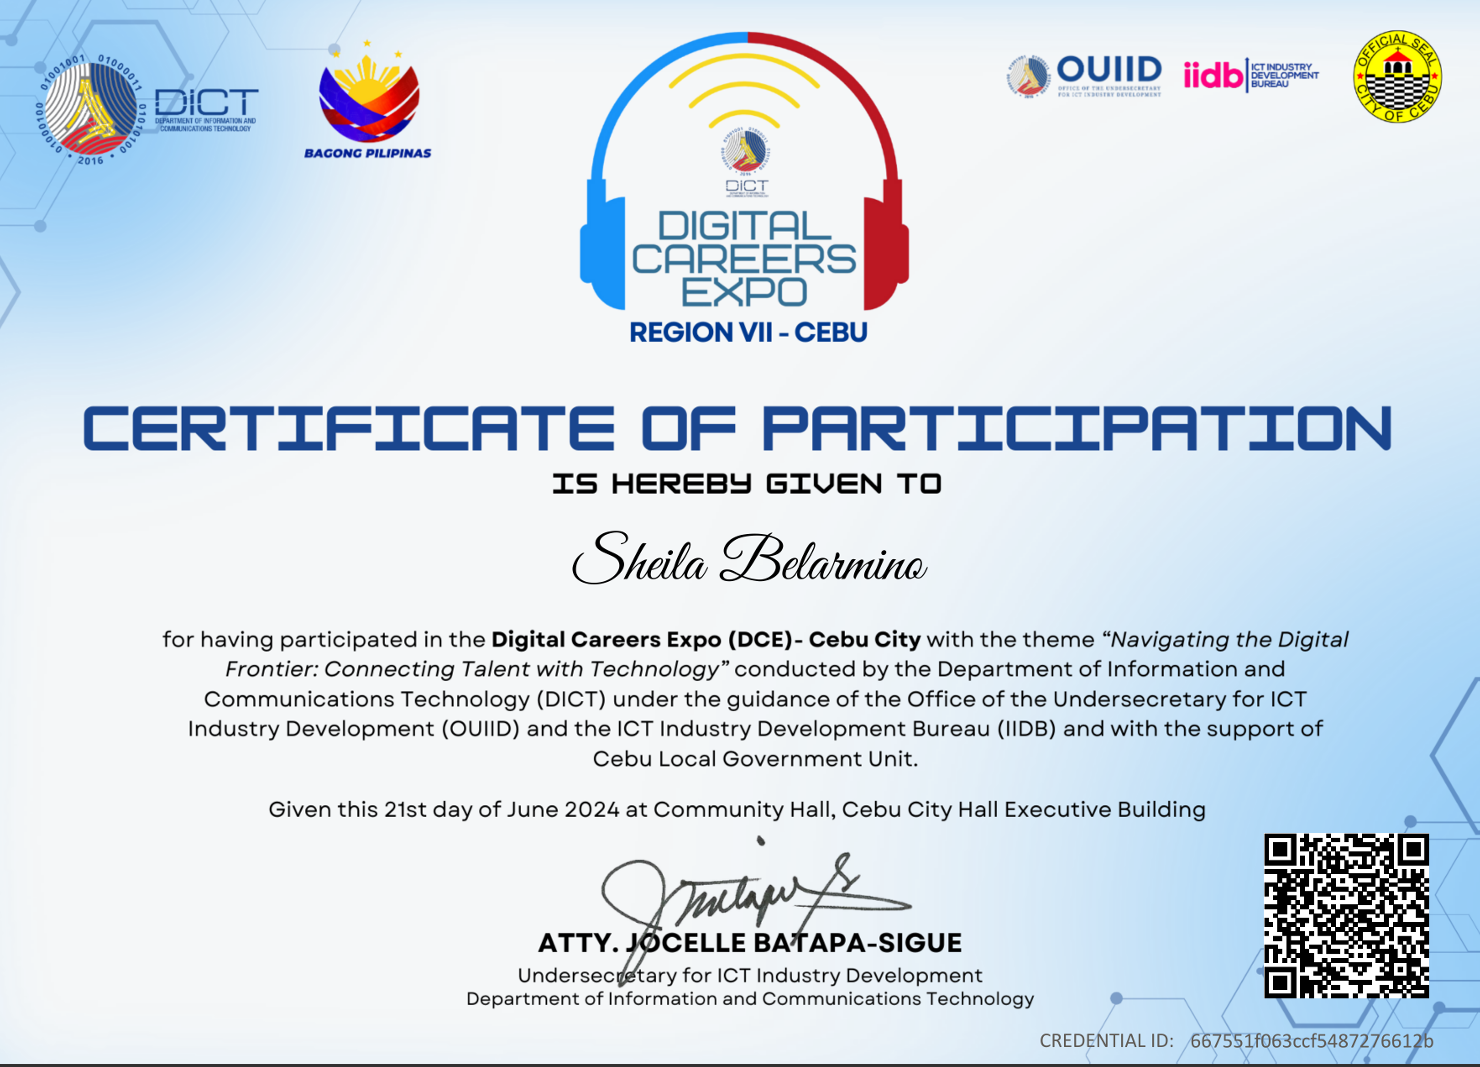 DICT
DEPARTMENT OF INFORMATION AND
COMMUNICATIONS TECHNOLOGY
2016
BAGONG PILIPINAS
OUIID
OFFICE OF THE UNDERSECRETARY
FOR ICT INDUSTRY DEVELOPMENT
iidb
ICT INDUSTRY
DEVELOPMENT
BUREAU
OFFICIAL SEAL
CITY OF CEBU
DICT
DIGITAL
CAREERS
EXPO
REGION VII - CEBU
CERTIFICATE OF PARTICIPATION
IS HEREBY GIVEN TO
Sheila Belarmino
for having participated in the Digital Careers Expo (DCE)- Cebu City with the theme “Navigating the Digital
Frontier: Connecting Talent with Technology” conducted by the Department of Information and
Communications Technology (DICT) under the guidance of the Office of the Undersecretary for ICT
Industry Development (OUIID) and the ICT Industry Development Bureau (IIDB) and with the support of
Cebu Local Government Unit.
Given this 21st day of June 2024 at Community Hall, Cebu City Hall Executive Building
ATTY. JOCELLE BATAPA-SIGUE
Undersecretary for ICT Industry Development
Department of Information and Communications Technology
CREDENTIAL ID: 667551f063ccf5487276612b